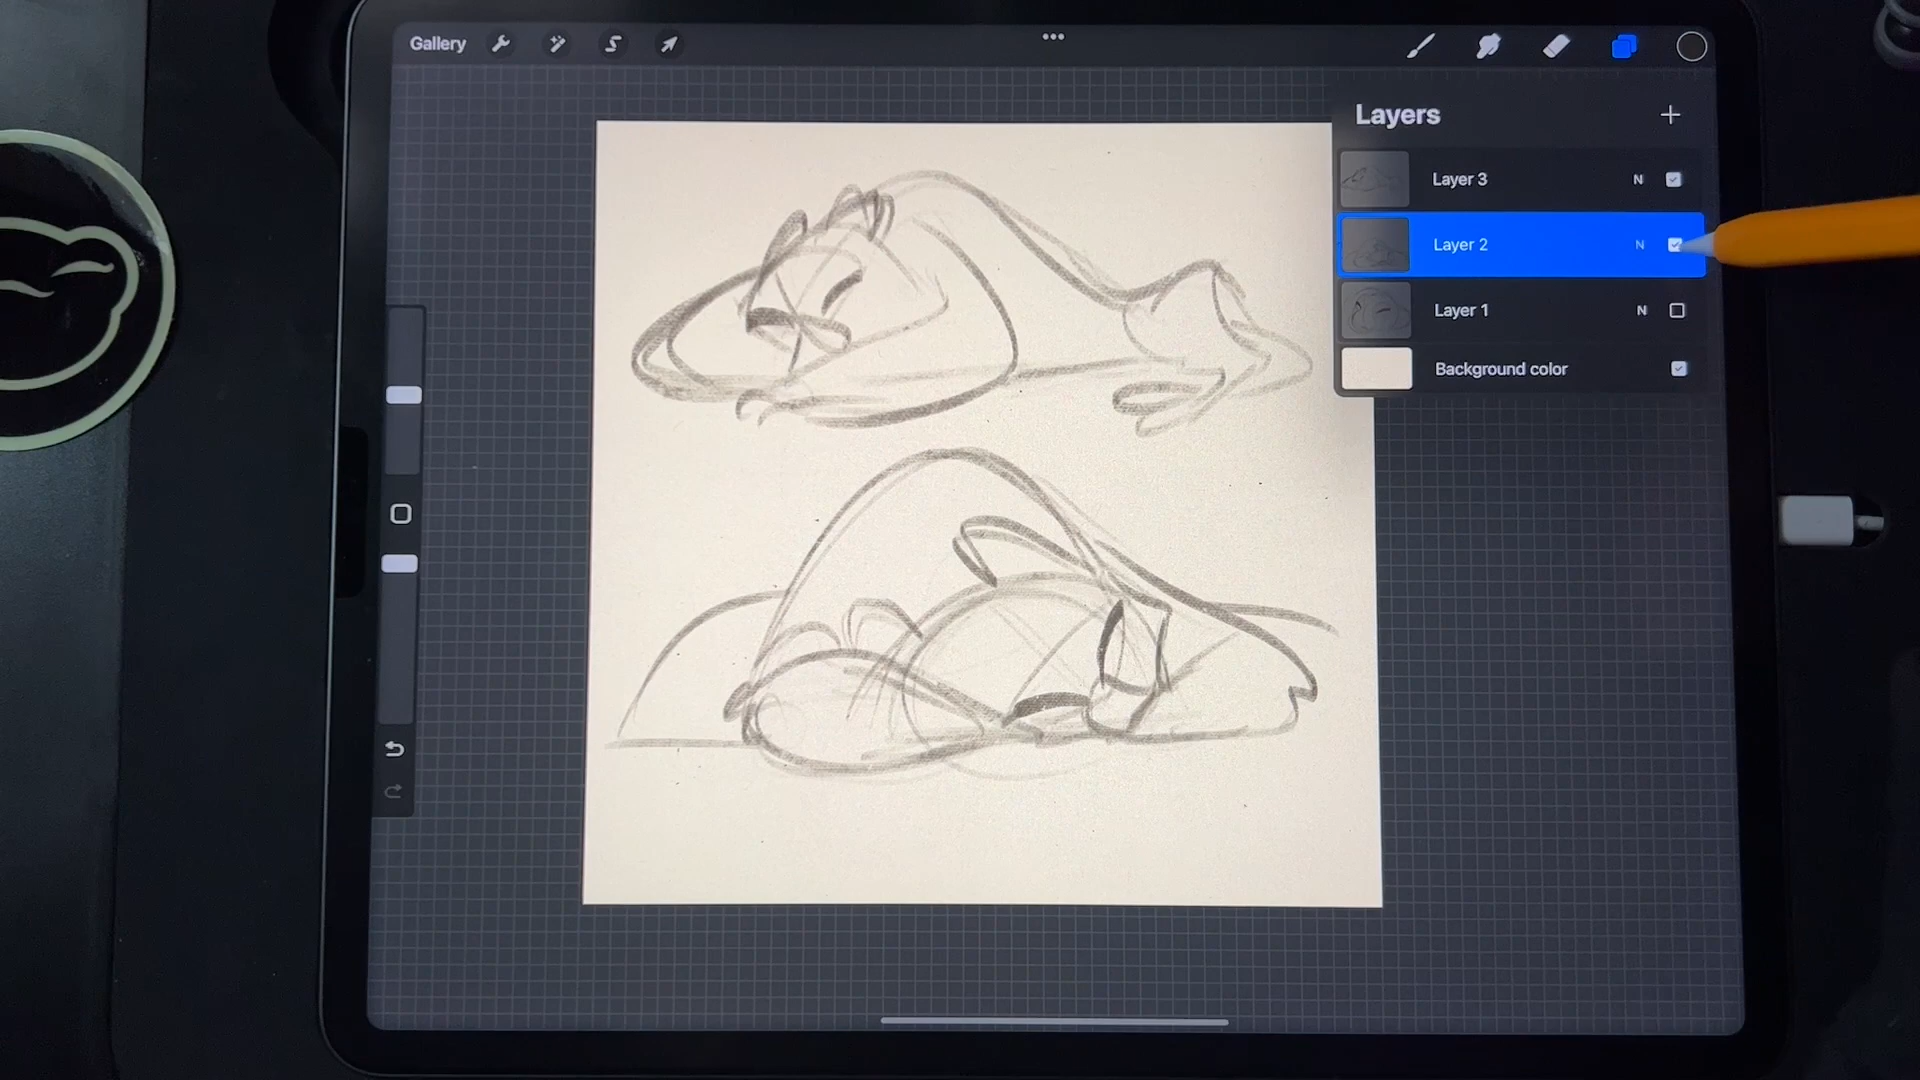 Gallery
Layers
Layer 3 N
Layer 2 N
Layer 1 N
Background color